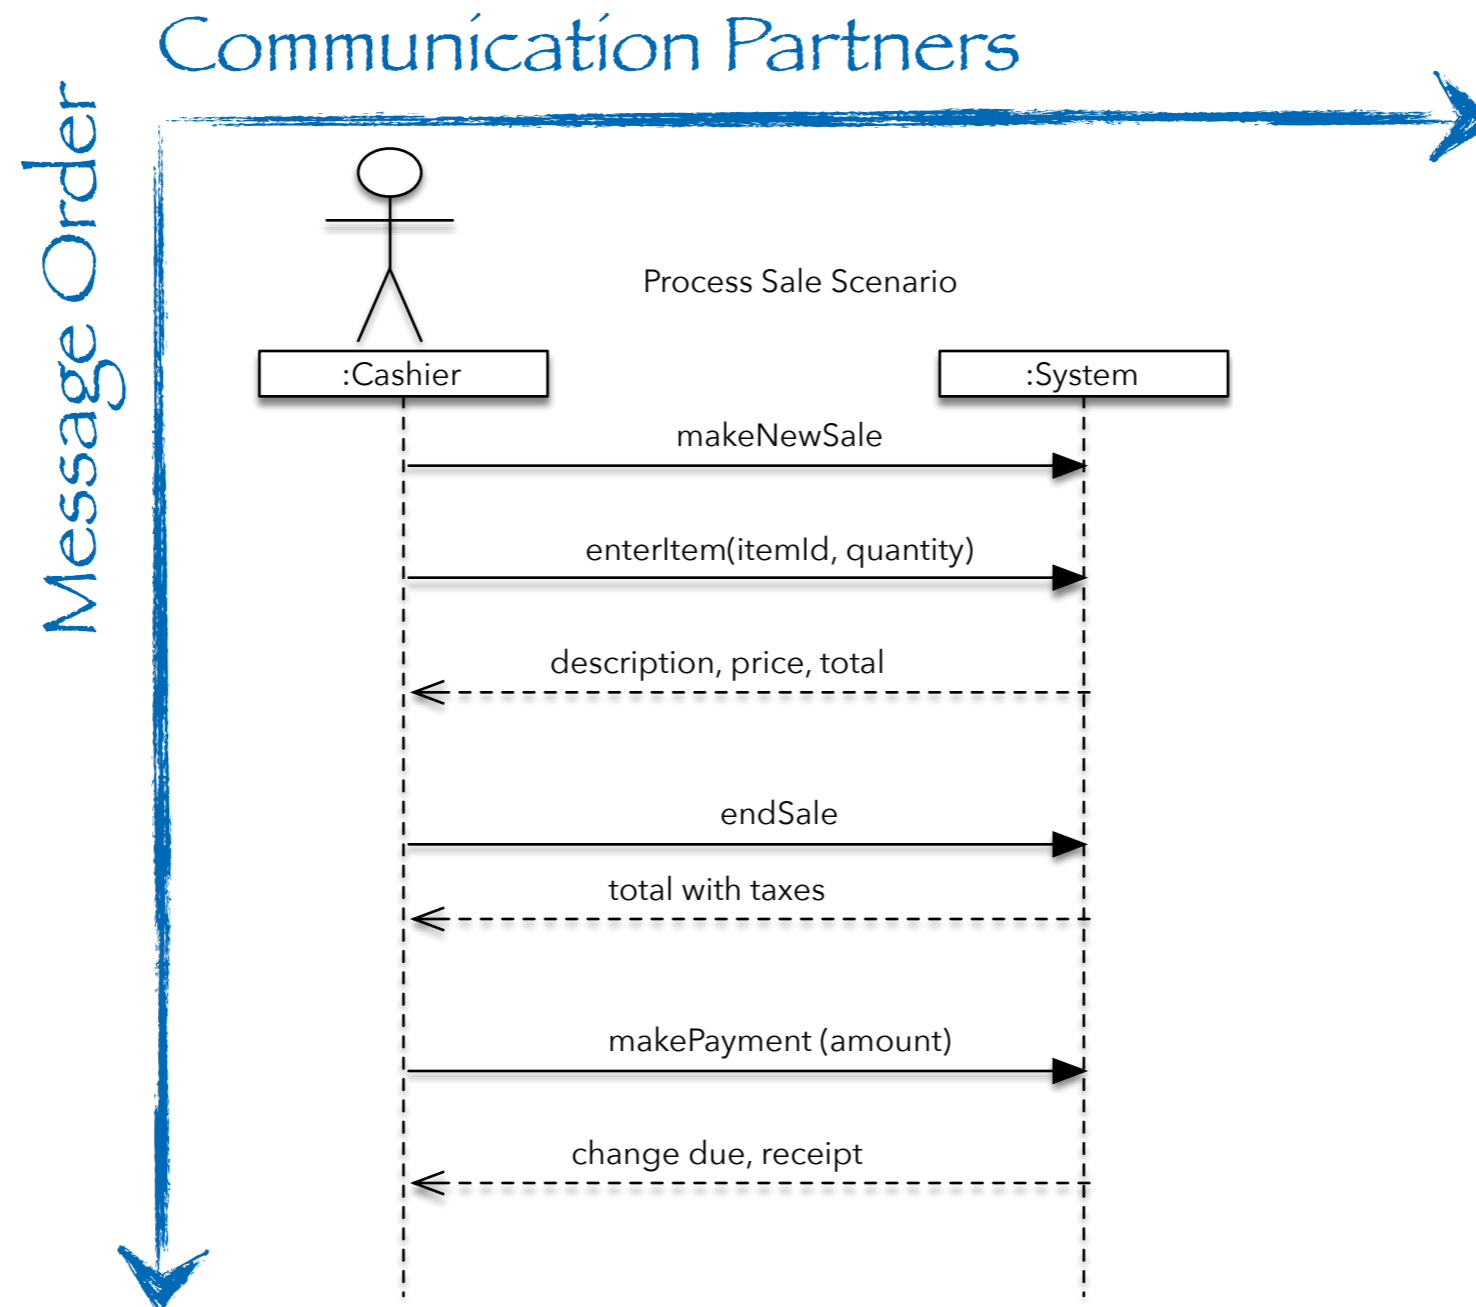 Communication Partners
Message Order
Process Sale Scenario
:Cashier
:System
makeNewSale
enterItem(itemId, quantity)
description, price, total
endSale
total with taxes
makePayment (amount)
change due, receipt